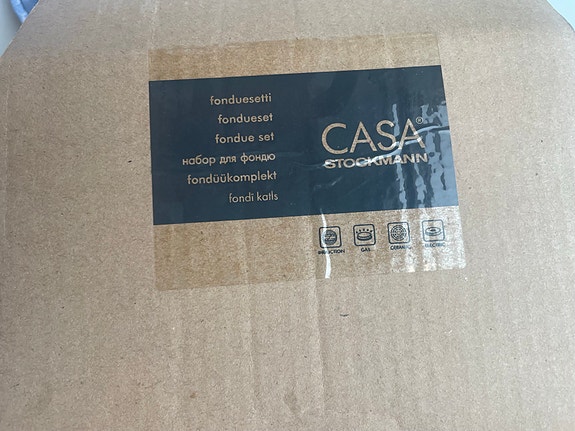 fonduesetti
fondueset
fondue set
набор для фондю
fondüükomplekt
fondi katls
CASA®
STOCKMANN
INDUCTION GAS CERAMIC ELECTRIC